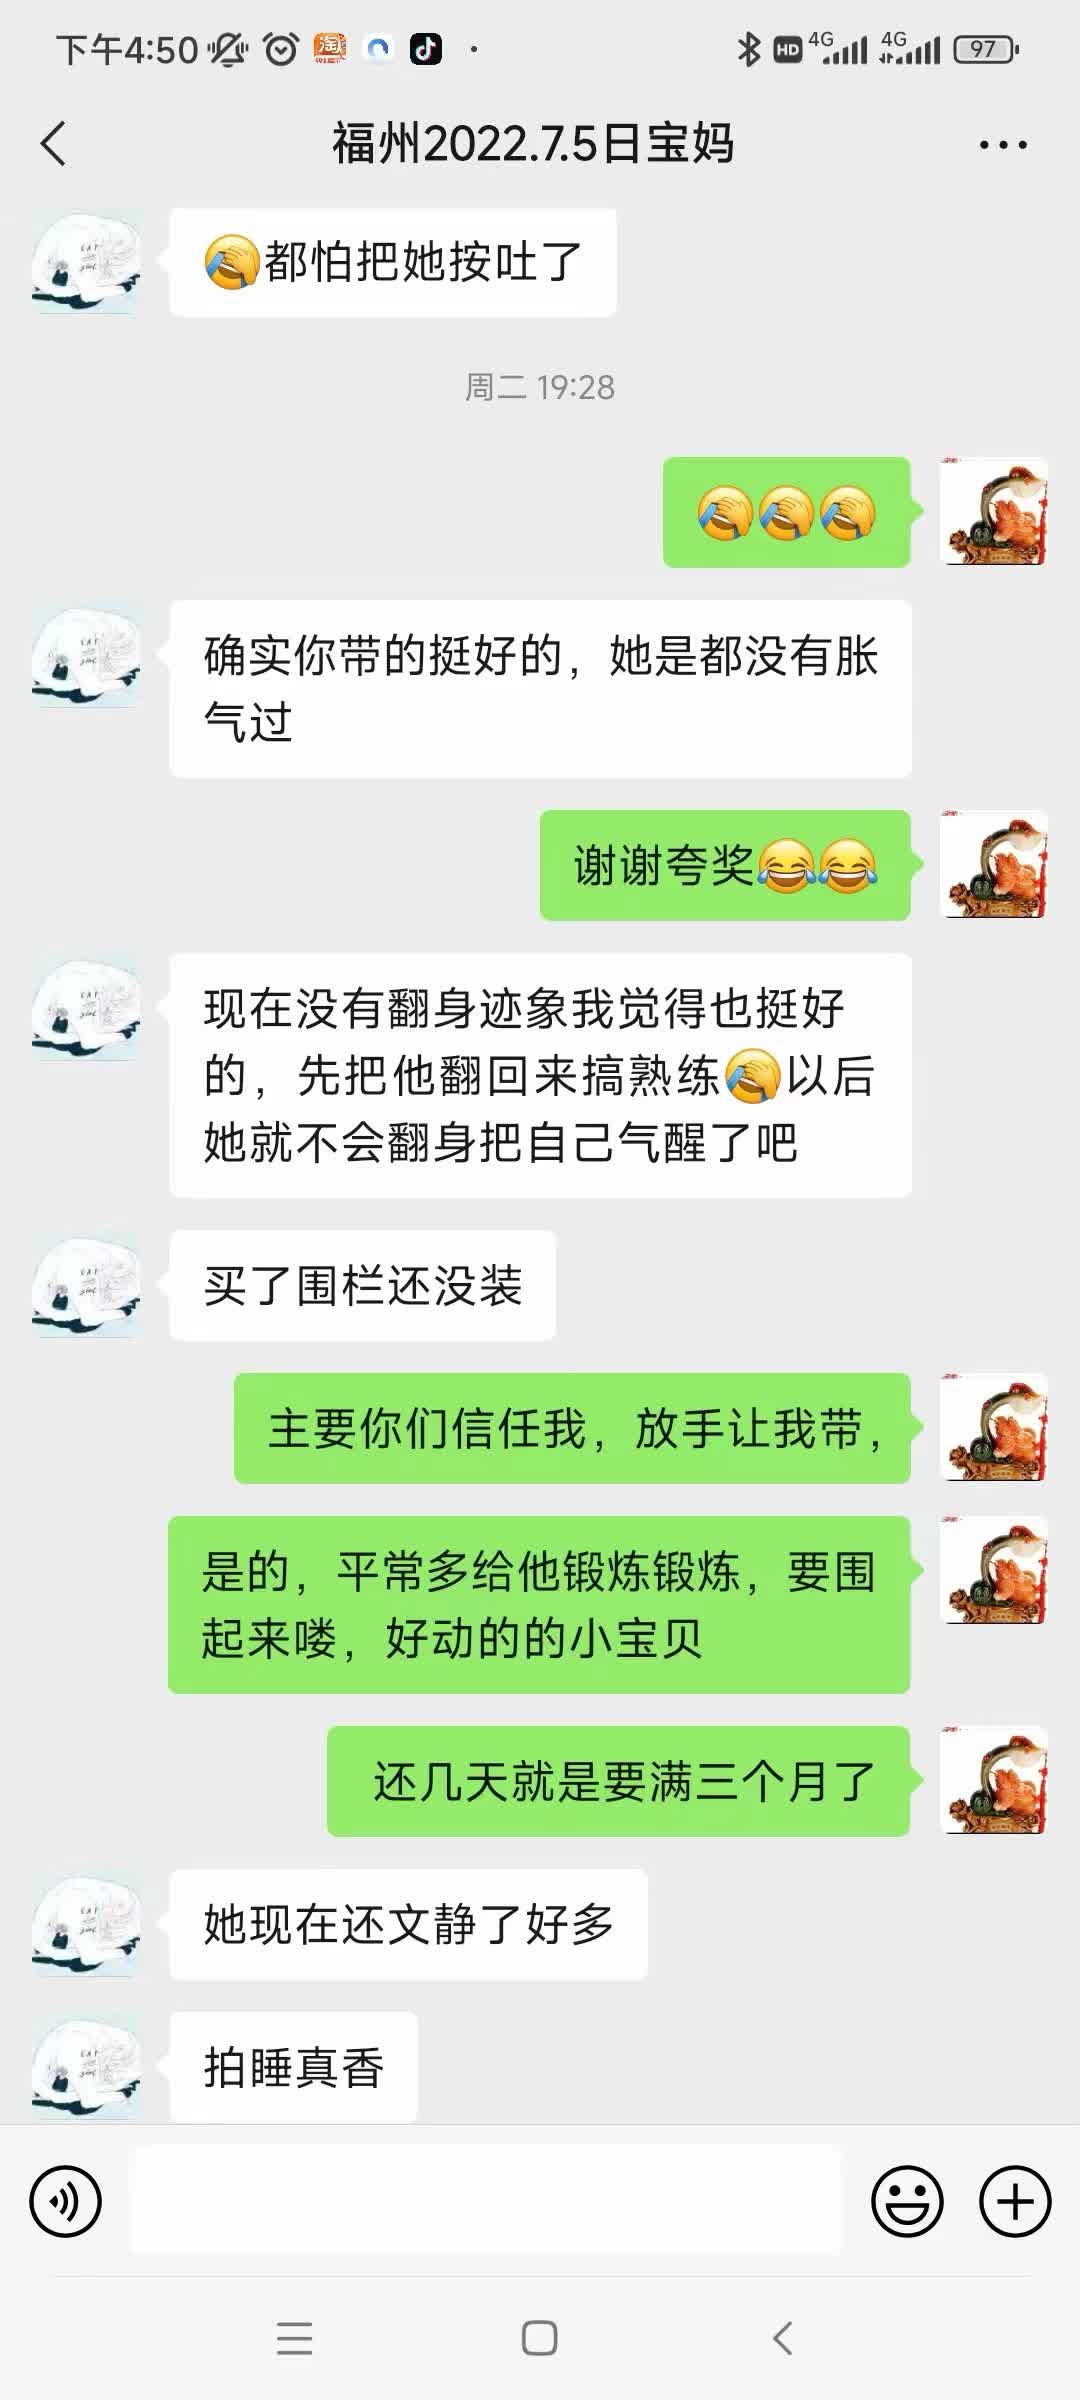 下午4:50
HD 4G 4G 97
福州2022.7.5日宝妈
🤦都怕把她按吐了
周二 19:28
确实你带的挺好的，她是都没有胀
气过
谢谢夸奖😂😂
现在没有翻身迹象我觉得也挺好
的，先把他翻回来搞熟练🤦以后
她就不会翻身把自己气醒了吧
买了围栏还没装
主要你们信任我，放手让我带，
是的，平常多给他锻炼锻炼，要围
起来喽，好动的的小宝贝
还几天就是要满三个月了
她现在还文静了好多
拍睡真香